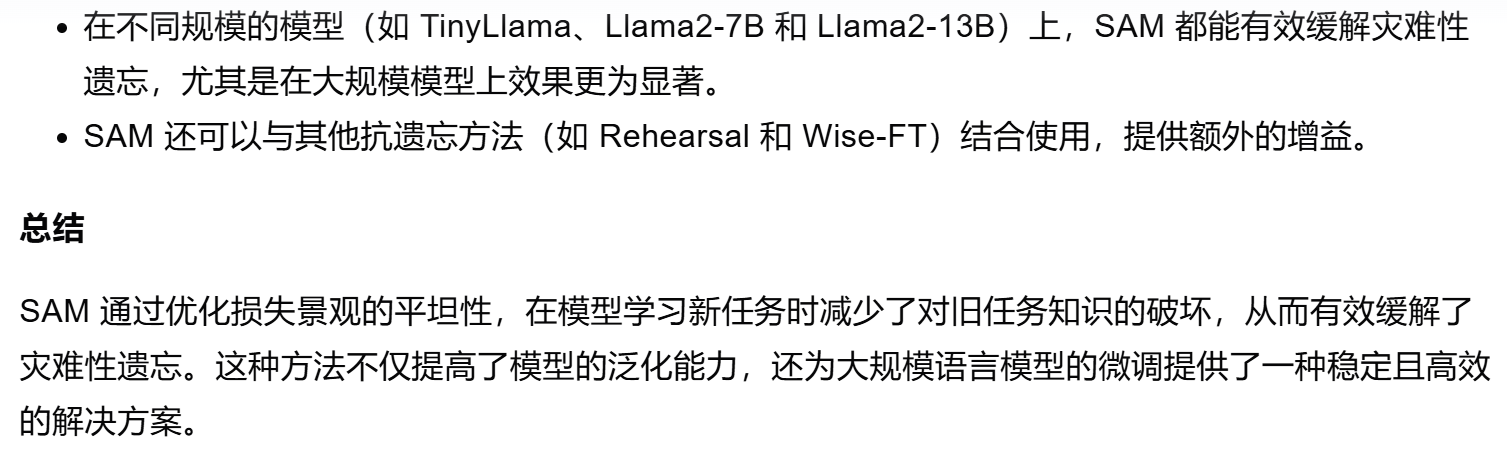 • 在不同规模的模型（如 TinyLlama、Llama2-7B 和 Llama2-13B）上，SAM 都能有效缓解灾难性
遗忘，尤其是在大规模模型上效果更为显著。
• SAM 还可以与其他抗遗忘方法（如 Rehearsal 和 Wise-FT）结合使用，提供额外的增益。
总结
SAM 通过优化损失景观的平坦性，在模型学习新任务时减少了对旧任务知识的破坏，从而有效缓解了
灾难性遗忘。这种方法不仅提高了模型的泛化能力，还为大规模语言模型的微调提供了一种稳定且高效
的解决方案。